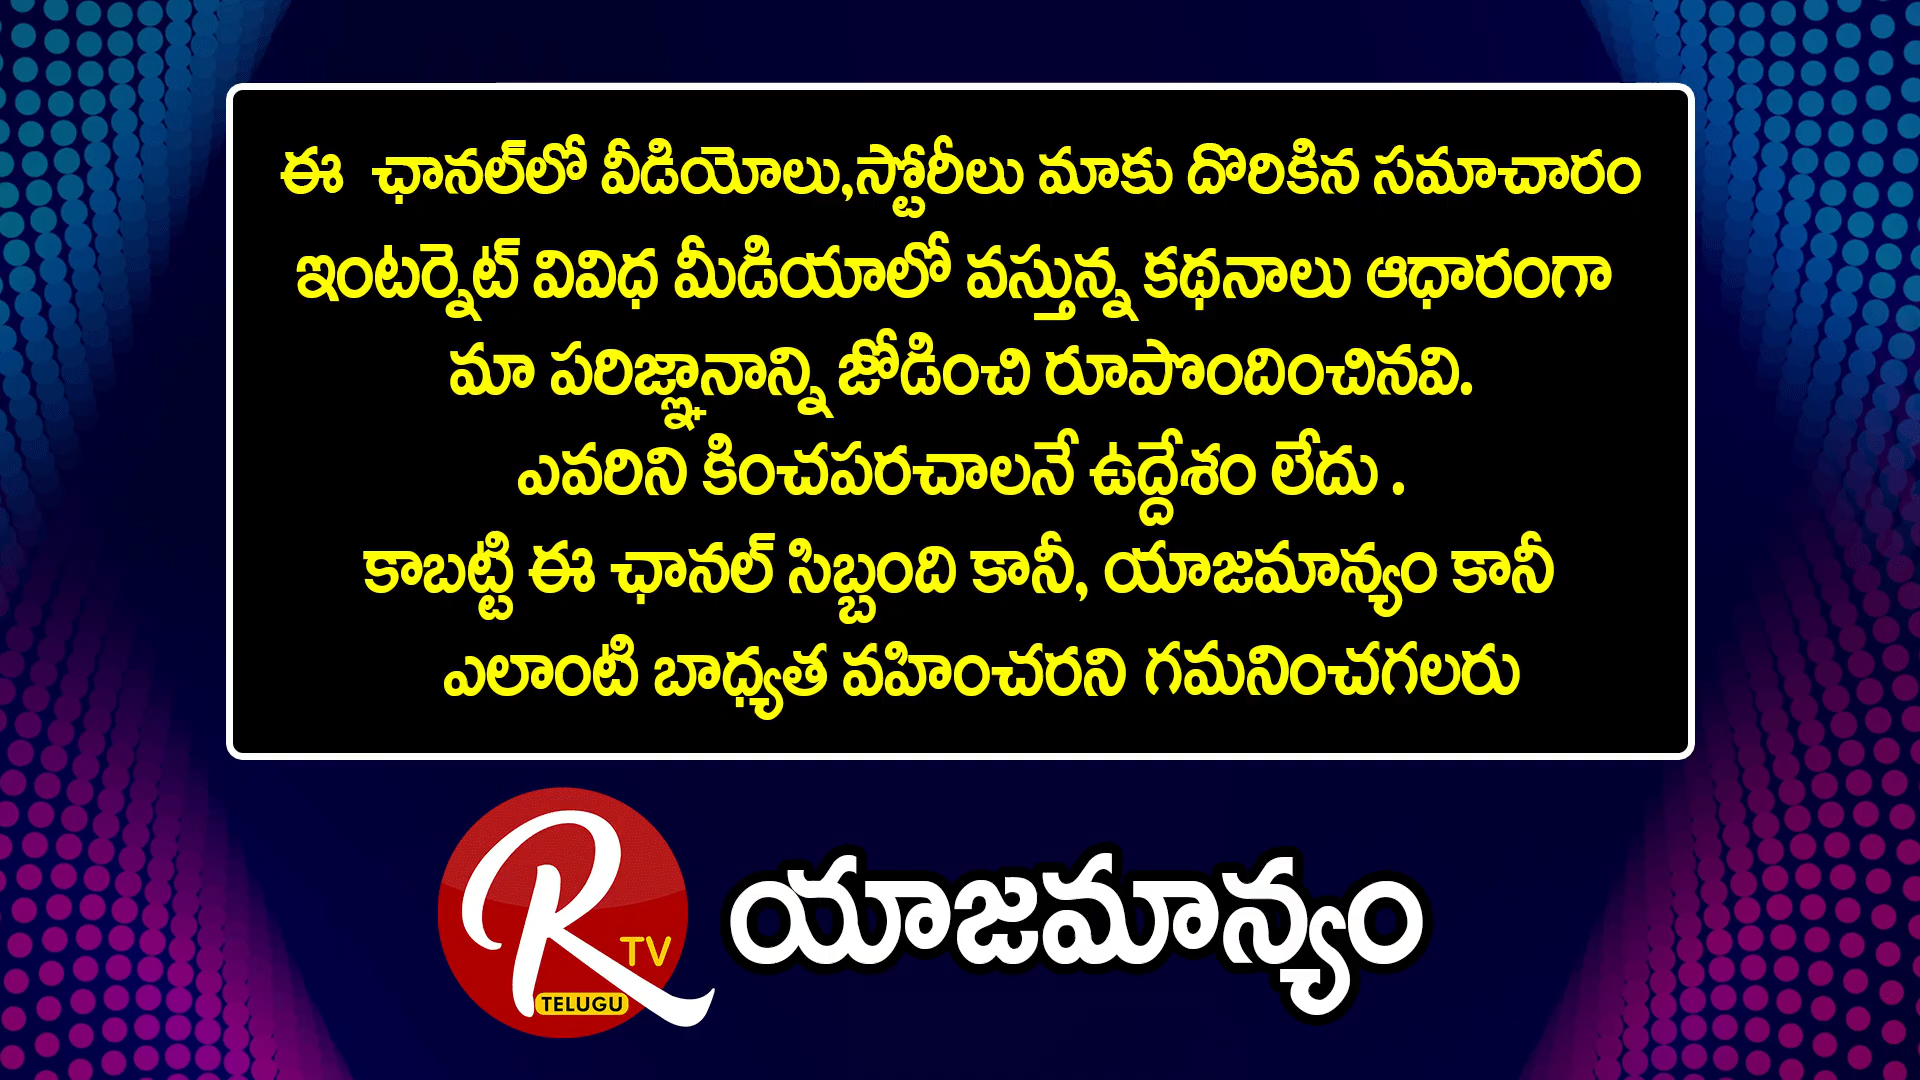 ఈ ఛానల్‌లో వీడియోలు,స్టోరీలు మాకు దొరికిన సమాచారం
ఇంటర్నెట్ వివిధ మీడియాలో వస్తున్న కథనాలు ఆధారంగా
మా పరిజ్ఞానాన్ని జోడించి రూపొందించినవి.
ఎవరిని కించపరచాలనే ఉద్దేశం లేదు .
కాబట్టి ఈ ఛానల్ సిబ్బంది కానీ, యాజమాన్యం కానీ
ఎలాంటి బాధ్యత వహించరని గమనించగలరు
R TV
TELUGU
యాజమాన్యం